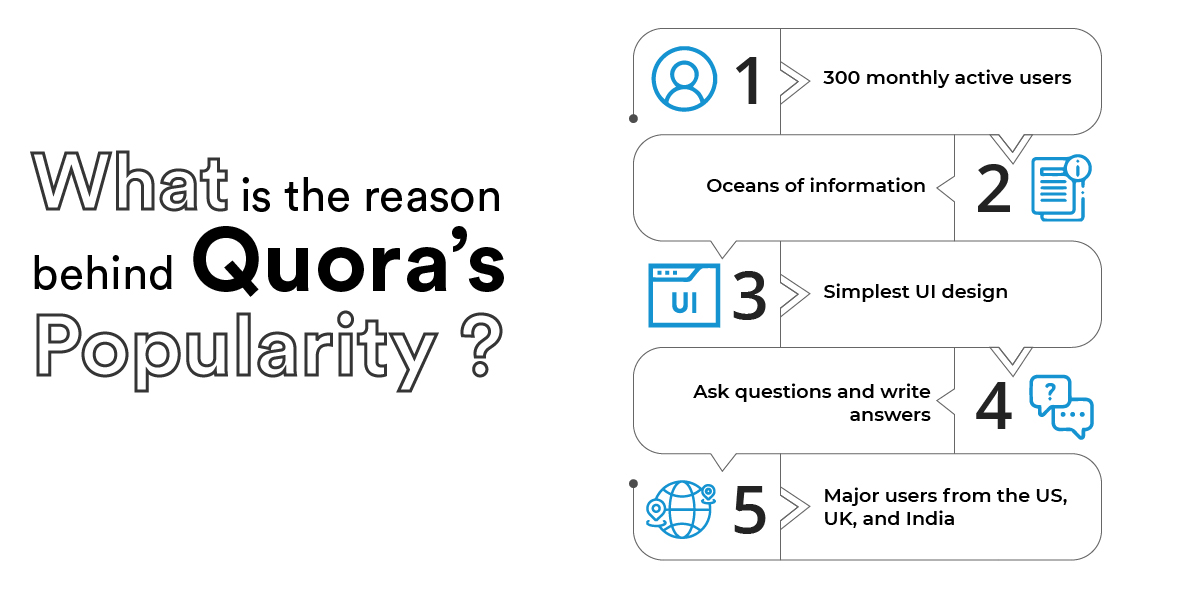 What is the reason
behind Quora's
Popularity ?
1
300 monthly active users
Oceans of information
2
UI
3
Simplest UI design
Ask questions and write
answers
4
?
5
Major users from the US,
UK, and India